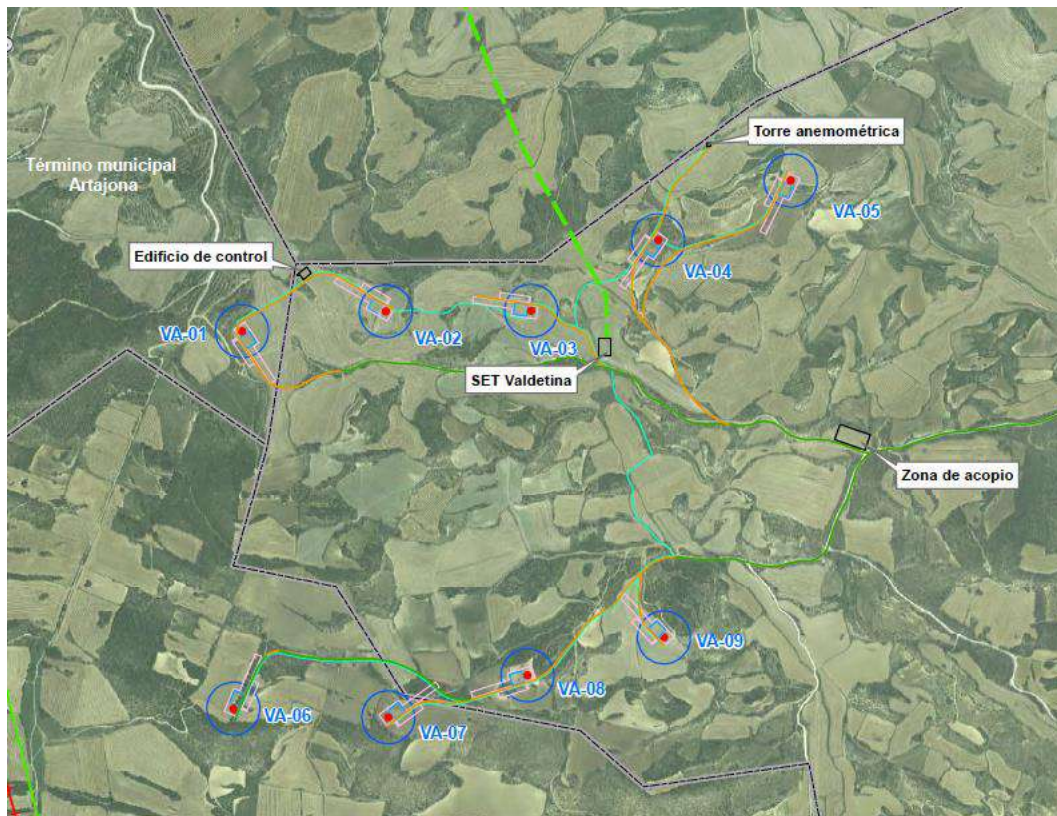 Torre anemométrica
Término municipal
Artajona
VA-05
Edificio de control
VA-04
VA-01
VA-02
VA-03
SET Valdetina
Zona de acopio
VA-09
VA-08
VA-06
VA-07